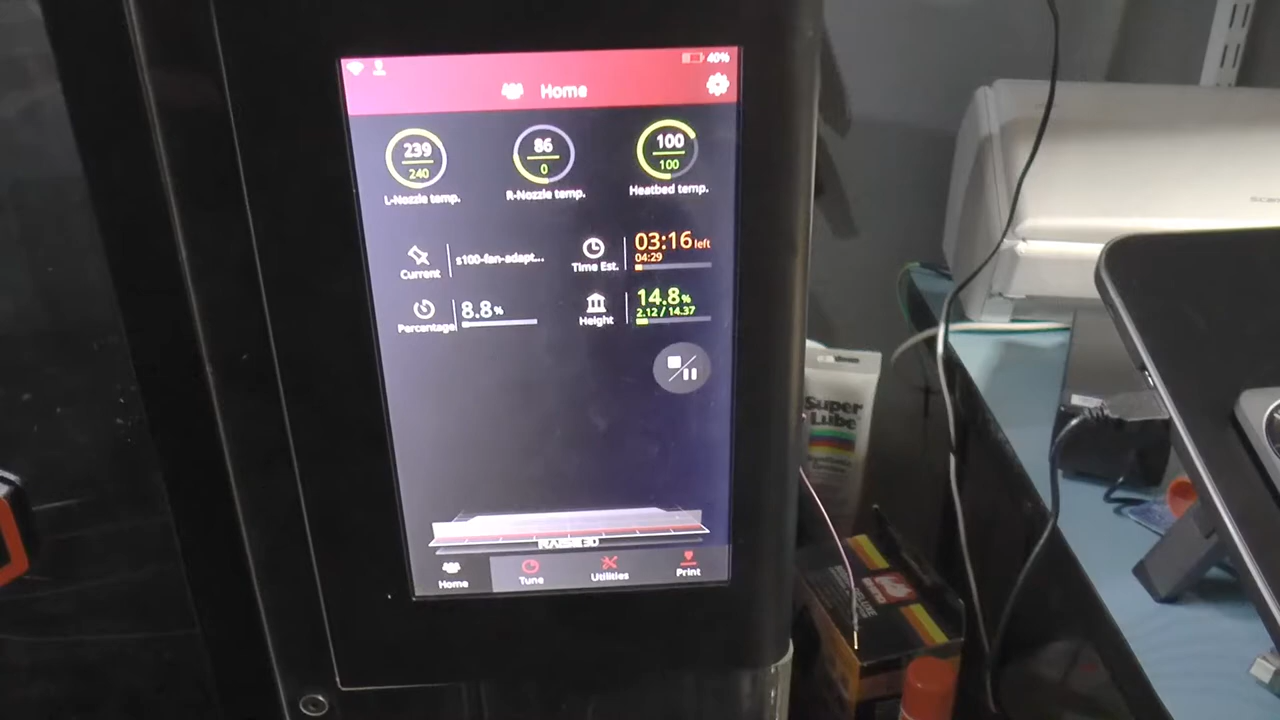 40%
Home
239
240
L-Nozzle temp.
86
0
R-Nozzle temp.
100
100
Heatbed temp.
Current
s100-fan-adapt...
Time Est.
03:16 left
04:29
Percentage
8.8%
Height
14.8%
2.12 / 14.37
RAISE3D
Home
Tune
Utilities
Print
Super
Lube